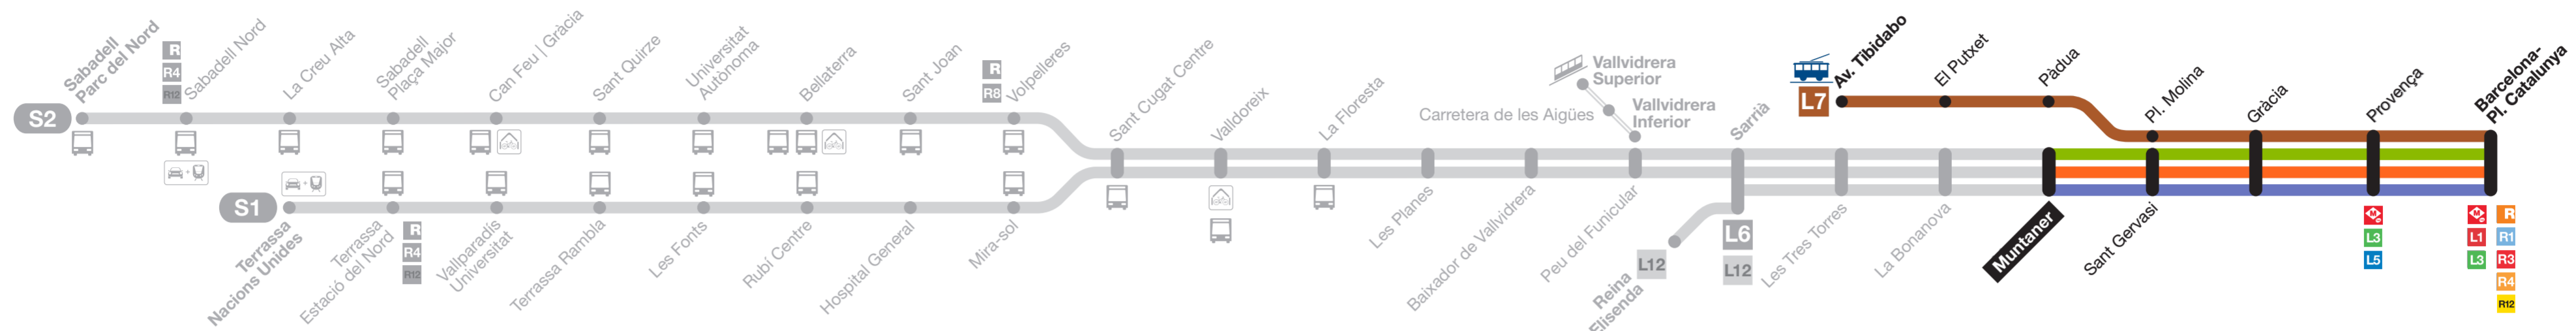 S2
Sabadell
Parc del Nord
R
R4
R12
Sabadell Nord
La Creu Alta
Sabadell
Plaça Major
Can Feu | Gràcia
Sant Quirze
Universitat
Autònoma
Bellaterra
Sant Joan
R
R8
Volpelleres
Sant Cugat Centre
Valldoreix
La Floresta
Carretera de les Aigües
Vallvidrera
Superior
Vallvidrera
Inferior
Sarrià
L7
Av. Tibidabo
El Putxet
Pàdua
Pl. Molina
Gràcia
Provença
Barcelona-
Pl. Catalunya
S1
Terrassa
Nacions Unides
Terrassa
Estació del Nord
R
R4
R12
Vallparadís
Universitat
Terrassa Rambla
Les Fonts
Rubí Centre
Hospital General
Mira-sol
Les Planes
Baixador de Vallvidrera
Peu del Funicular
Reina
Elisenda
L12
L6
L12
Les Tres Torres
La Bonanova
Muntaner
Sant Gervasi
M
L3
L5
M
L1
L3
R
R1
R3
R4
R12